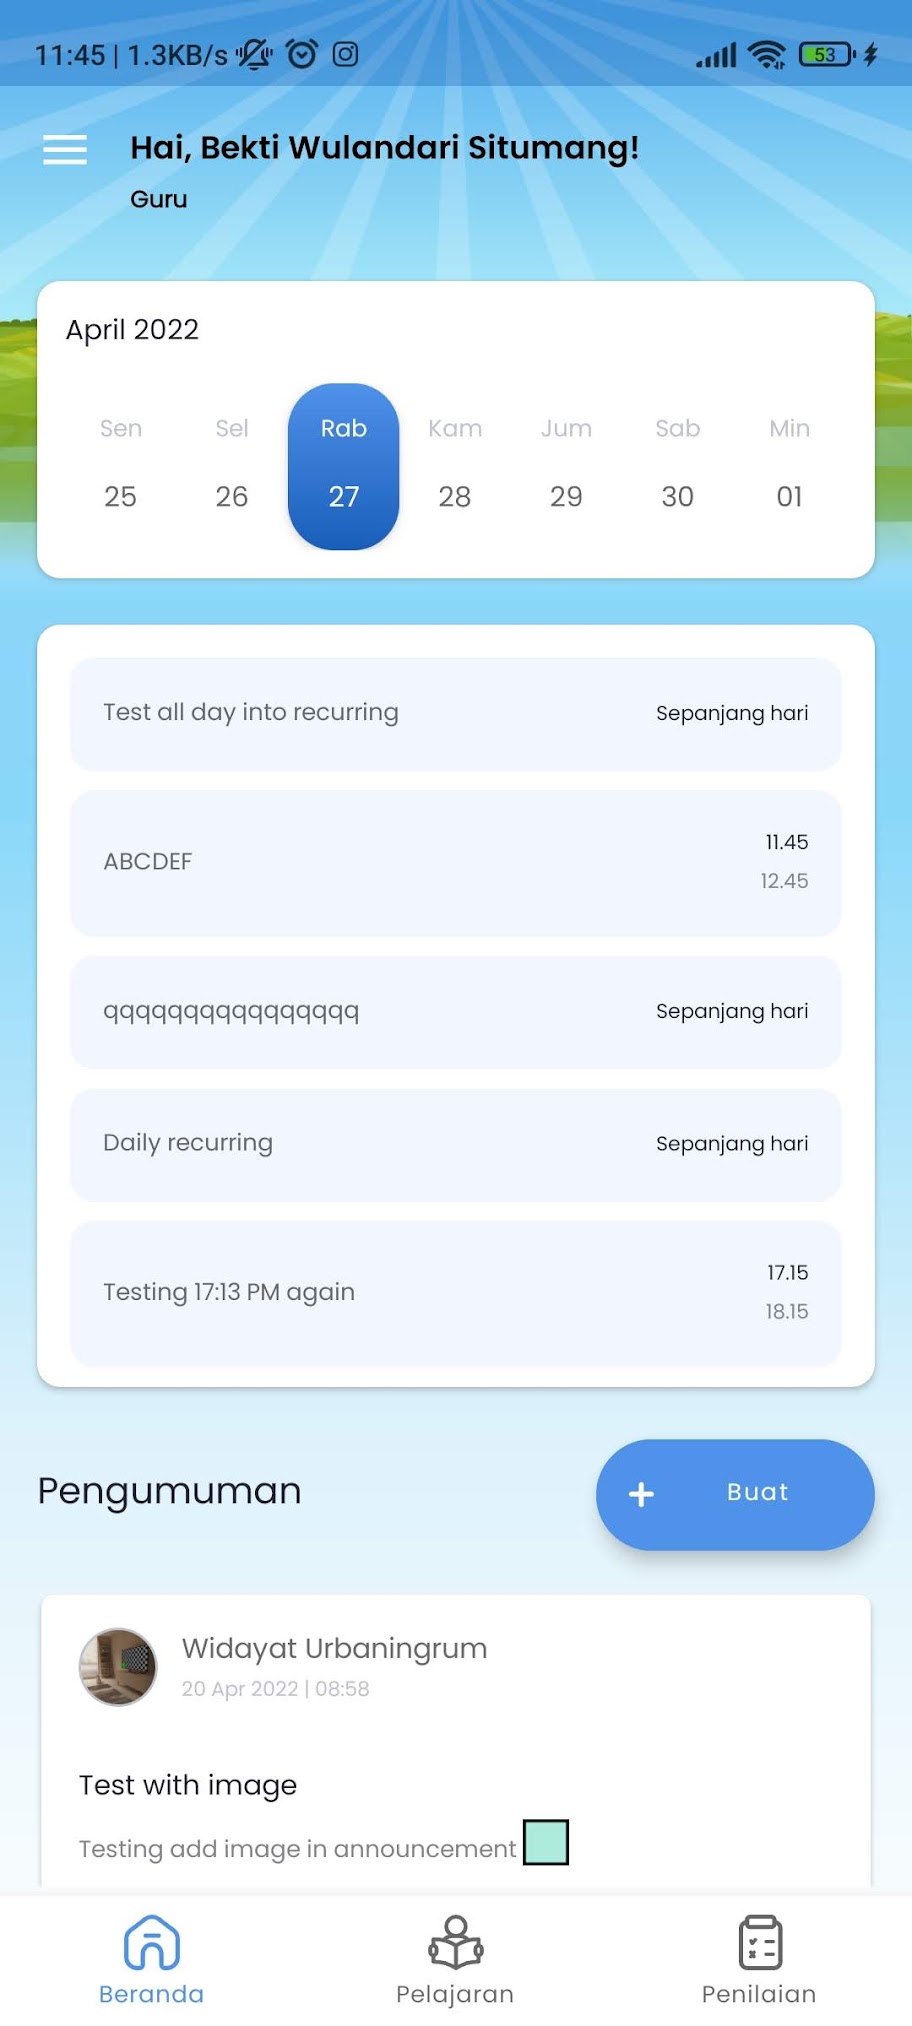 11:45 | 1.3KB/s 53
Hai, Bekti Wulandari Situmang!
Guru
April 2022
Sen Sel Rab Kam Jum Sab Min
25 26 27 28 29 30 01
Test all day into recurring Sepanjang hari
ABCDEF 11.45
12.45
qqqqqqqqqqqqqqqq Sepanjang hari
Daily recurring Sepanjang hari
Testing 17:13 PM again 17.15
18.15
Pengumuman + Buat
Widayat Urbaningrum
20 Apr 2022 | 08:58
Test with image
Testing add image in announcement
Beranda Pelajaran Penilaian